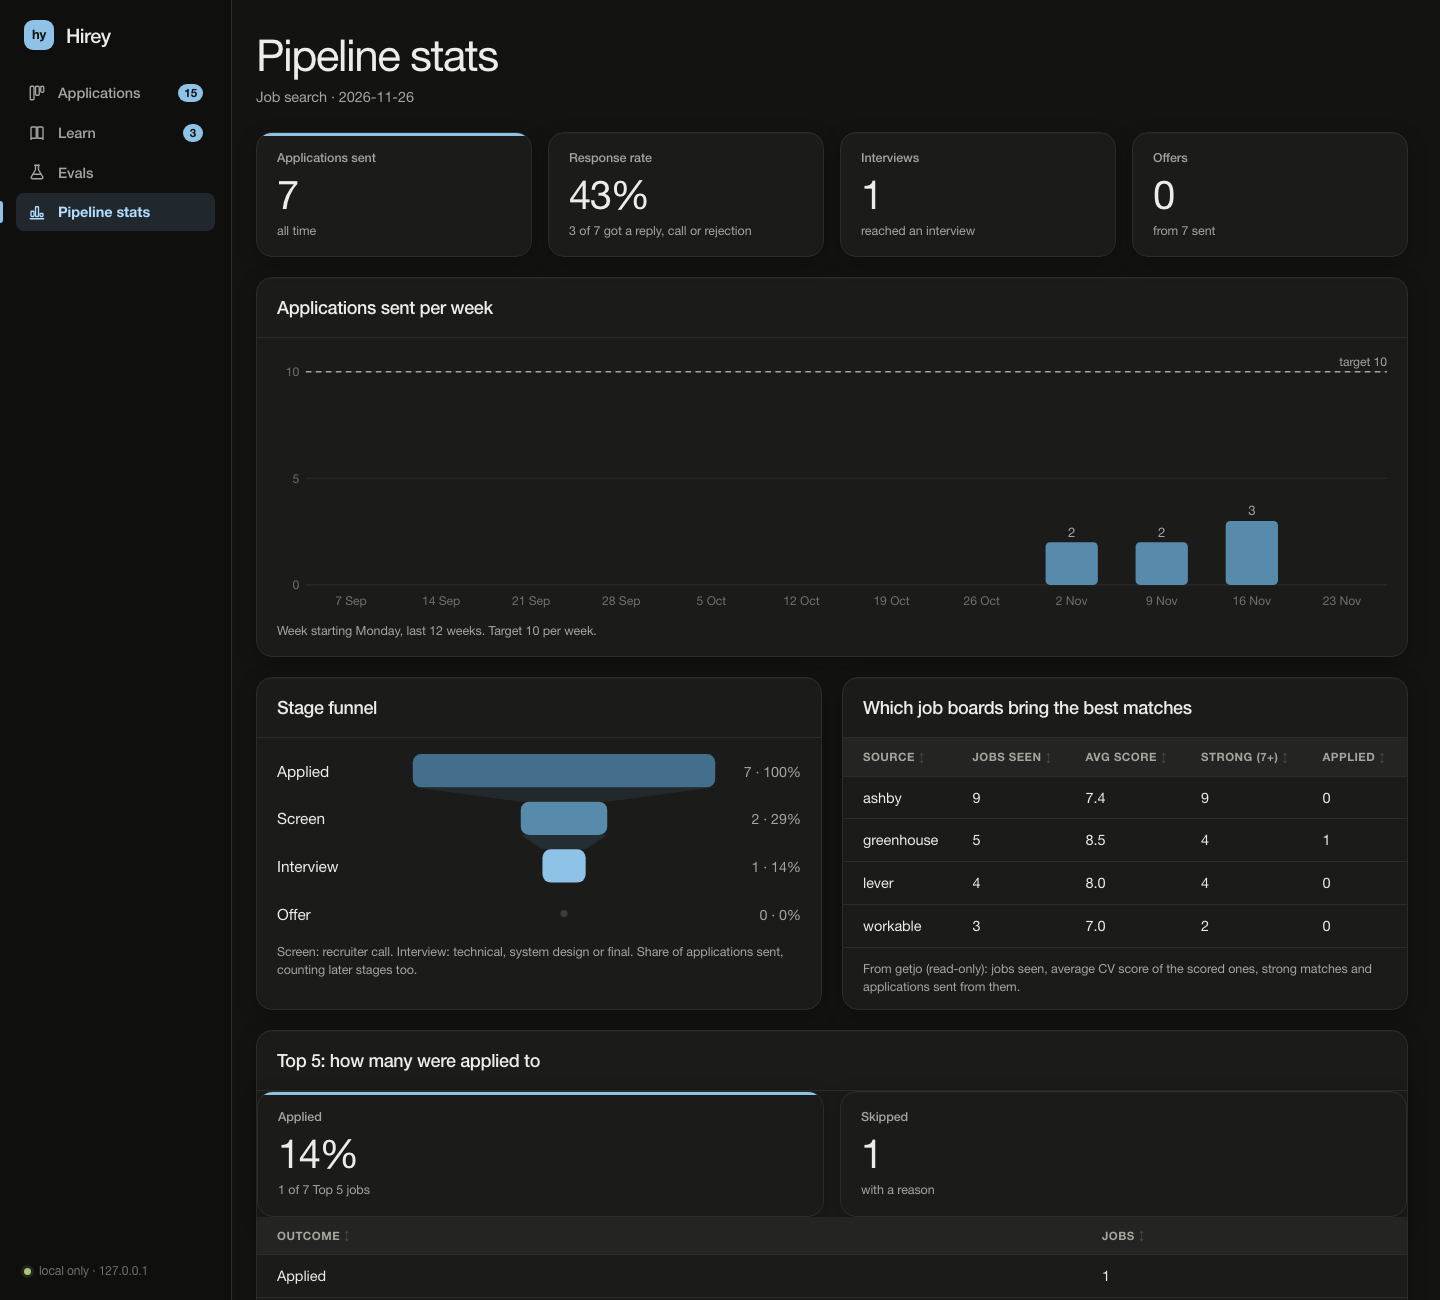 hy Hirey
Applications 15
Learn 3
Evals
Pipeline stats
local only · 127.0.0.1
Pipeline stats
Job search · 2026-11-26
Applications sent
7
all time
Response rate
43%
3 of 7 got a reply, call or rejection
Interviews
1
reached an interview
Offers
0
from 7 sent
Applications sent per week
target 10
10
5
0
2 2 3
7 Sep 14 Sep 21 Sep 28 Sep 5 Oct 12 Oct 19 Oct 26 Oct 2 Nov 9 Nov 16 Nov 23 Nov
Week starting Monday, last 12 weeks. Target 10 per week.
Stage funnel
Applied 7 · 100%
Screen 2 · 29%
Interview 1 · 14%
Offer 0 · 0%
Screen: recruiter call. Interview: technical, system design or final. Share of applications sent,
counting later stages too.
Which job boards bring the best matches
SOURCE JOBS SEEN AVG SCORE STRONG (7+) APPLIED
ashby 9 7.4 9 0
greenhouse 5 8.5 4 1
lever 4 8.0 4 0
workable 3 7.0 2 0
From getjo (read-only): jobs seen, average CV score of the scored ones, strong matches and
applications sent from them.
Top 5: how many were applied to
Applied
14%
1 of 7 Top 5 jobs
Skipped
1
with a reason
OUTCOME JOBS
Applied 1